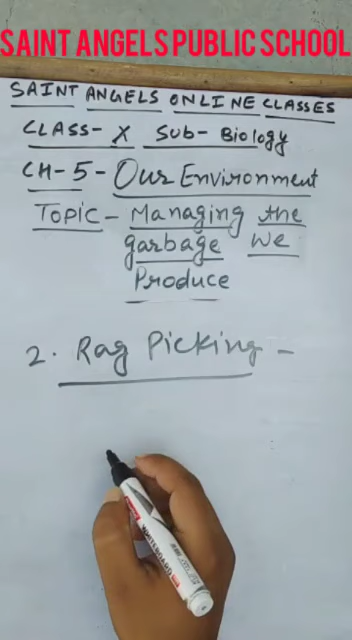 SAINT ANGELS PUBLIC SCHOOL
SAINT ANGELS ONLINE CLASSES
CLASS- X SUB- Biology
CH-5- Our Environment
Topic- Managing the
garbage We
Produce
2. Rag Picking -
WHITEBOARD